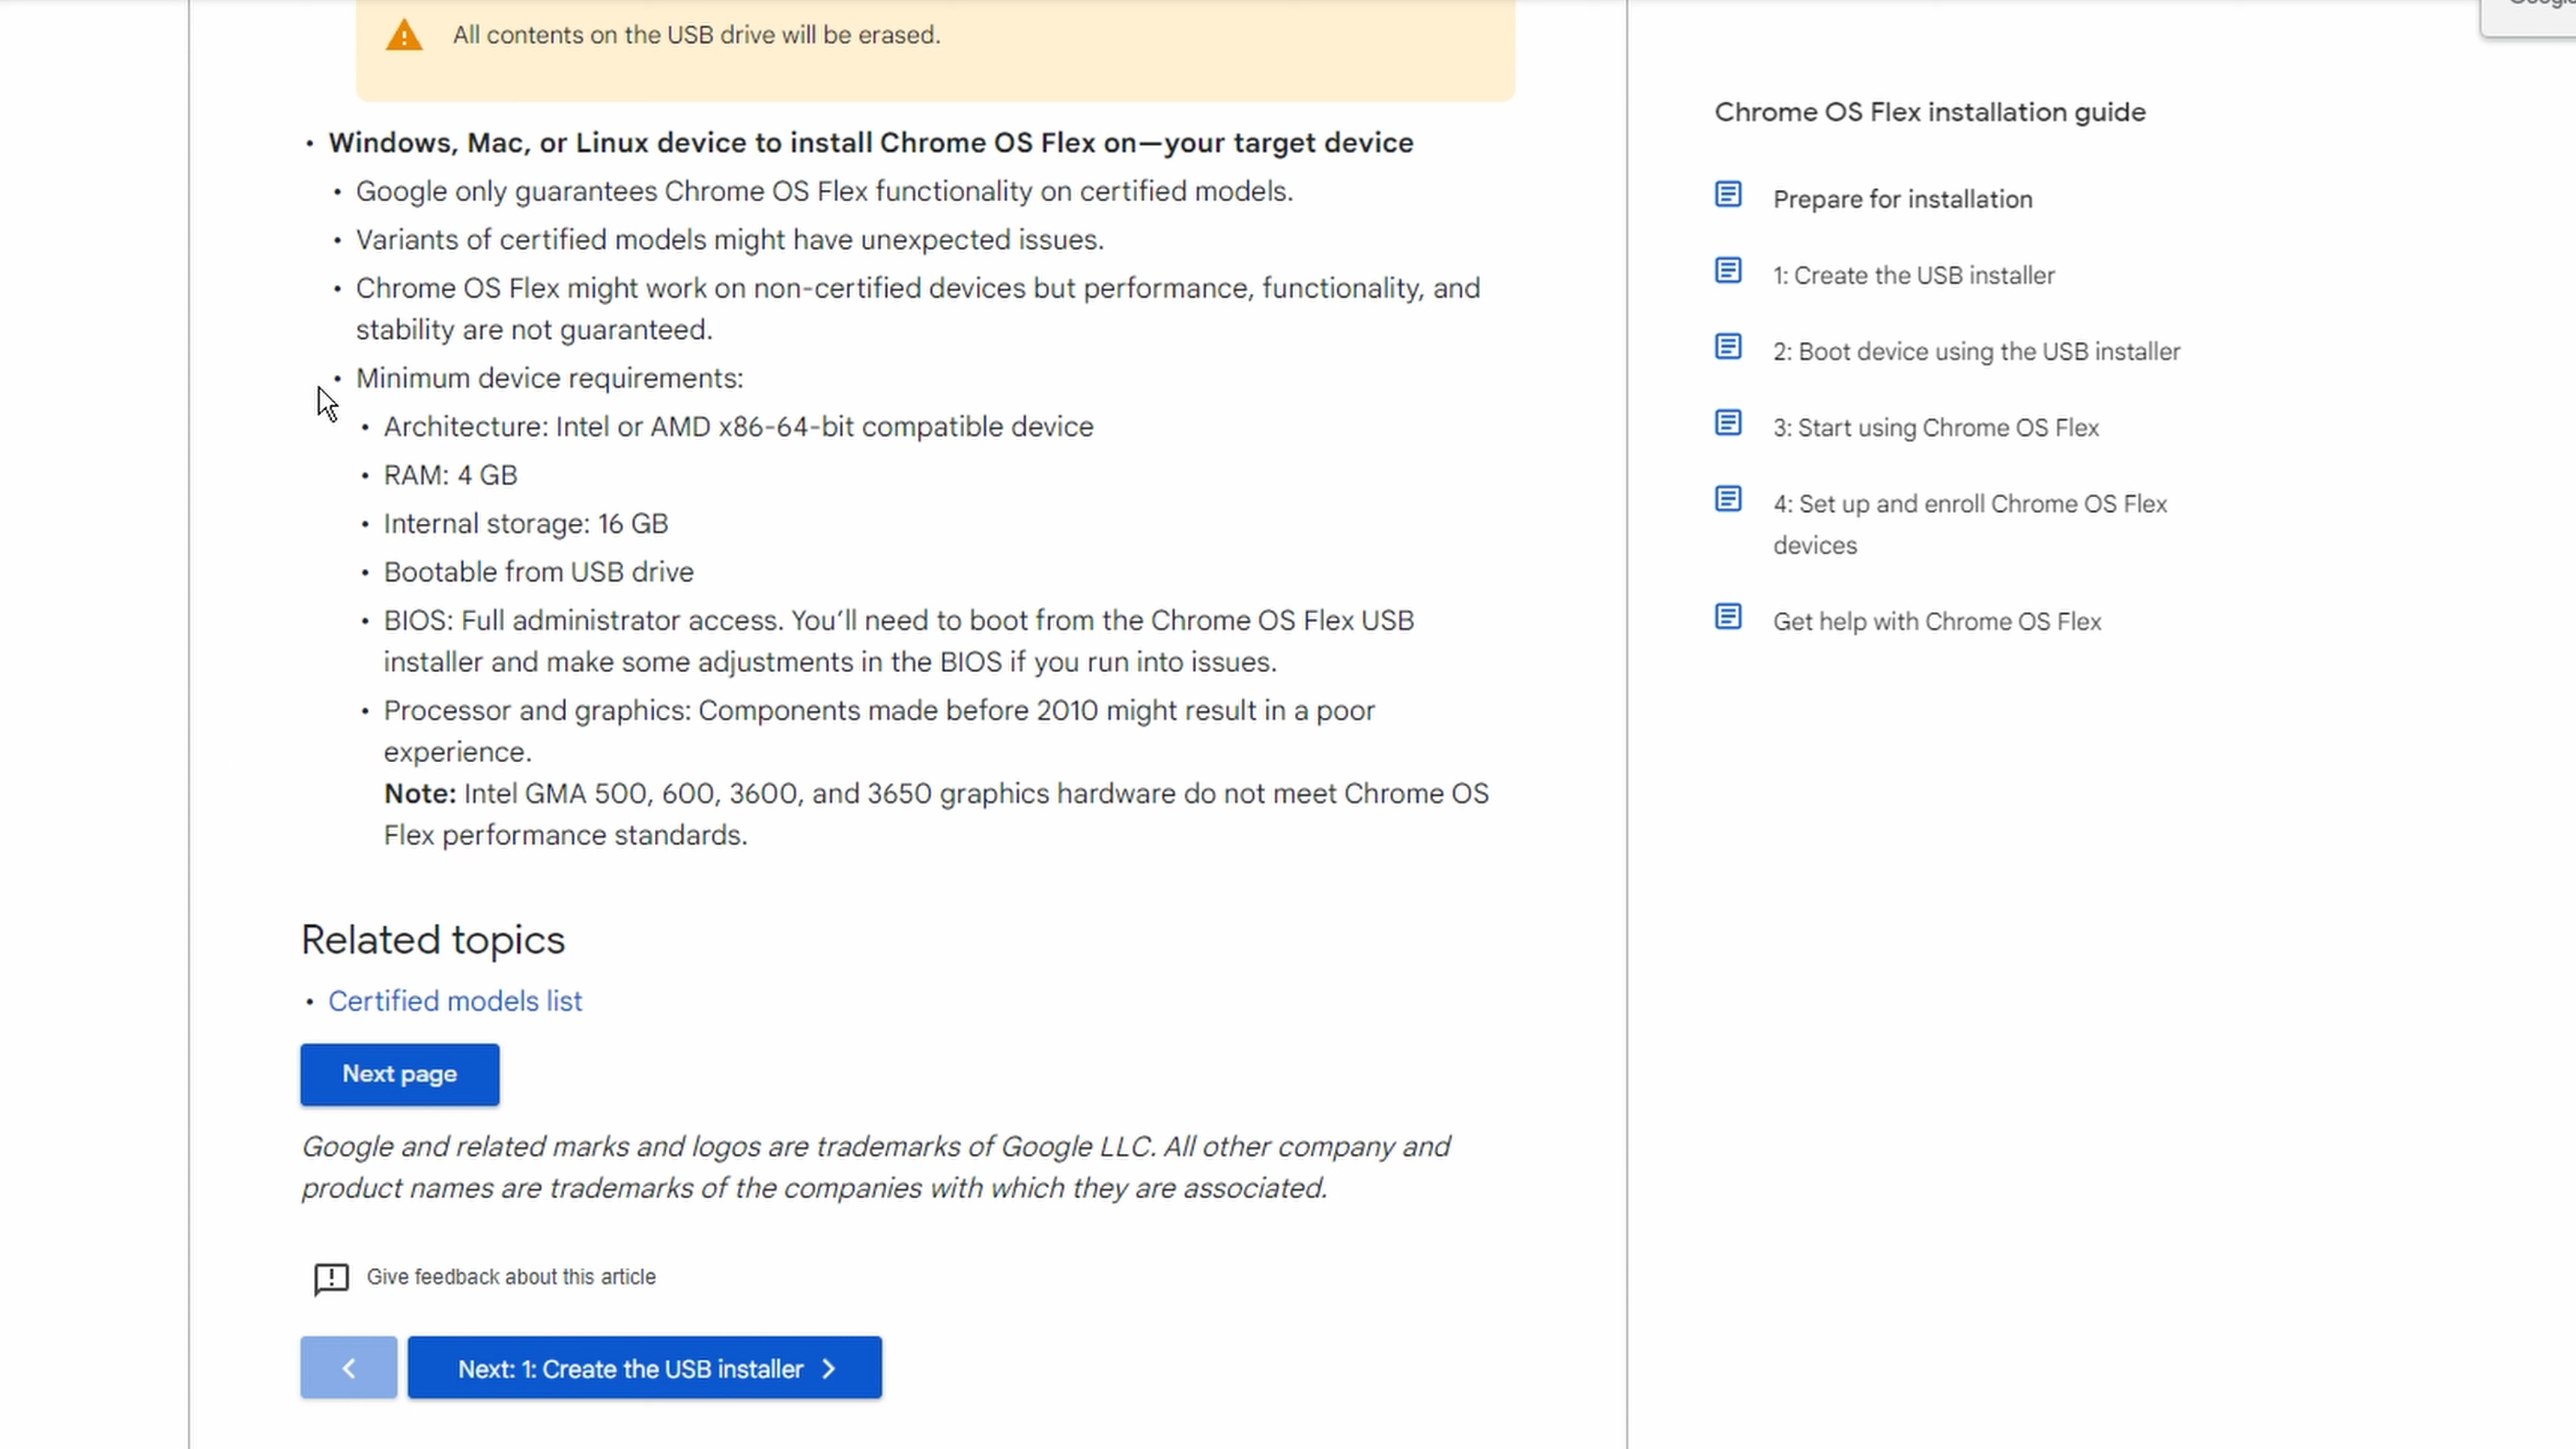 All contents on the USB drive will be erased.
• Windows, Mac, or Linux device to install Chrome OS Flex on—your target device
• Google only guarantees Chrome OS Flex functionality on certified models.
• Variants of certified models might have unexpected issues.
• Chrome OS Flex might work on non-certified devices but performance, functionality, and
stability are not guaranteed.
• Minimum device requirements:
• Architecture: Intel or AMD x86-64-bit compatible device
• RAM: 4 GB
• Internal storage: 16 GB
• Bootable from USB drive
• BIOS: Full administrator access. You’ll need to boot from the Chrome OS Flex USB
installer and make some adjustments in the BIOS if you run into issues.
• Processor and graphics: Components made before 2010 might result in a poor
experience.
Note: Intel GMA 500, 600, 3600, and 3650 graphics hardware do not meet Chrome OS
Flex performance standards.
Related topics
• Certified models list
Next page
Google and related marks and logos are trademarks of Google LLC. All other company and
product names are trademarks of the companies with which they are associated.
Give feedback about this article
Next: 1: Create the USB installer
Chrome OS Flex installation guide
Prepare for installation
1: Create the USB installer
2: Boot device using the USB installer
3: Start using Chrome OS Flex
4: Set up and enroll Chrome OS Flex
devices
Get help with Chrome OS Flex